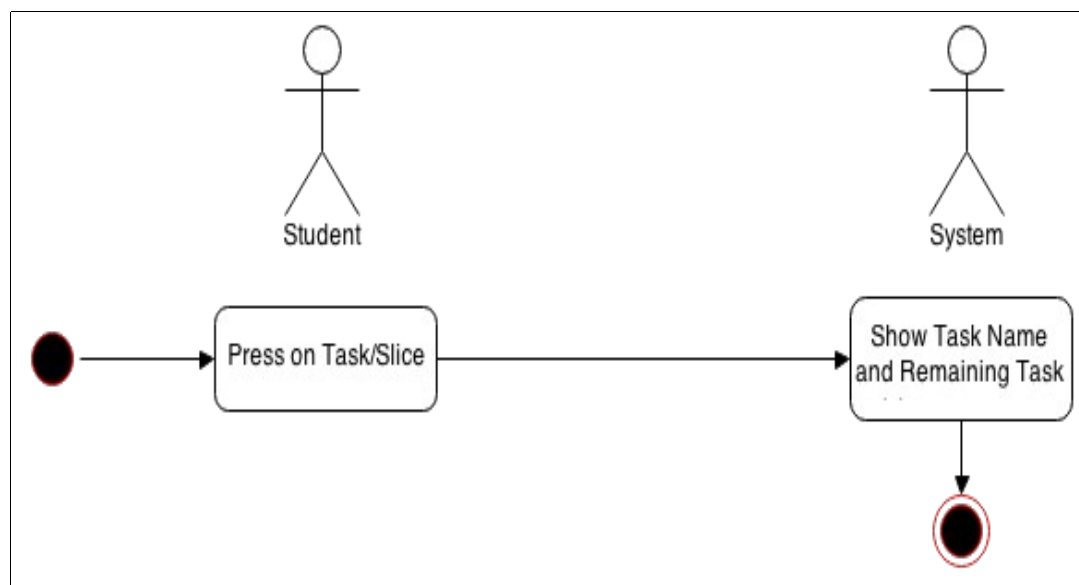 Student
System
Press on Task/Slice
Show Task Name
and Remaining Task